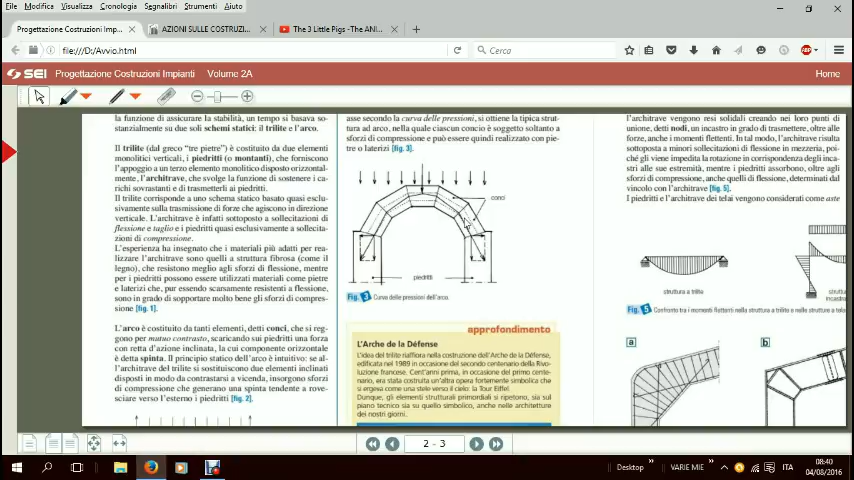 File Modifica Visualizza Cronologia Segnalibri Strumenti Aiuto
Progettazione Costruzioni Impi...
AZIONI SULLE COSTRUZI...
The 3 Little Pigs -The ANI...
file:///D:/Avvio.html
Cerca
ABP
SEI Progettazione Costruzioni Impianti Volume 2A
Home
la funzione di assicurare la stabilità, un tempo si basava so-
stanzialmente su due soli schemi statici: il trilite e l'arco.
Il trilite (dal greco "tre pietre") è costituito da due elementi
monolitici verticali, i piedritti (o montanti), che forniscono
l'appoggio a un terzo elemento monolitico disposto orizzontal-
mente, l'architrave, che svolge la funzione di sostenere i ca-
richi sovrastanti e di trasmetterli ai piedritti.
Il trilite corrisponde a uno schema statico basato quasi esclu-
sivamente sulla trasmissione di forze che agiscono in direzione
verticale. L'architrave è infatti sottoposto a sollecitazioni di
flessione e taglio e i piedritti quasi esclusivamente a sollecita-
zioni di compressione.
L'esperienza ha insegnato che i materiali più adatti per rea-
lizzare l'architrave sono quelli a struttura fibrosa (come il
legno), che resistono meglio agli sforzi di flessione, mentre
per i piedritti possono essere utilizzati materiali come pietre
e laterizi che, pur essendo scarsamente resistenti a flessione,
sono in grado di sopportare molto bene gli sforzi di compres-
sione [fig. 1].
L'arco è costituito da tanti elementi, detti conci, che si reg-
gono per mutuo contrasto, scaricando sui piedritti una forza
con retta d'azione inclinata, la cui componente orizzontale
è detta spinta. Il principio statico dell'arco è intuitivo: se al-
l'architrave del trilite si sostituiscono due elementi inclinati
disposti in modo da contrastarsi a vicenda, insorgono sforzi
di compressione che generano una spinta tendente a rove-
sciare verso l'esterno i piedritti [fig. 2].
asse secondo la curva delle pressioni, si ottiene la tipica strut-
tura ad arco, nella quale ciascun concio è soggetto soltanto a
sforzi di compressione e può essere quindi realizzato con pie-
tre o laterizi [fig. 3].
conci
piedritti
Fig. 3 Curva delle pressioni dell'arco.
approfondimento
L'Arche de la Défense
L'idea del trilite riaffiora nella costruzione dell'Arche de la Défense,
edificata nel 1989 in occasione del secondo centenario della Rivo-
luzione francese. Cent'anni prima, in occasione del primo cente-
nario, era stata costruita un'altra opera fortemente simbolica che
si ergeva come una stele verso il cielo: la Tour Eiffel.
Dunque, gli elementi strutturali primordiali si ripetono, sia sul
piano tecnico sia su quello simbolico, anche nelle architetture
dei nostri giorni.
l'architrave vengono resi solidali creando nei loro punti di
unione, detti nodi, un incastro in grado di trasmettere, oltre alle
forze, anche i momenti flettenti. In tal modo, l'architrave risulta
sottoposta a minori sollecitazioni di flessione in mezzeria, poi-
ché gli viene impedita la rotazione in corrispondenza degli inca-
stri alle sue estremità, mentre i piedritti assorbono, oltre agli
sforzi di compressione, anche quelli di flessione, determinati dal
vincolo con l'architrave [fig. 5].
I piedritti e l'architrave dei telai vengono considerati come aste
struttura a trilite
struttu
incastra
Fig. 5 Confronto tra i momenti flettenti nella struttura a trilite e nelle strutture a telai
a
b
2 - 3
Desktop
VARIE MIE
ITA
08:40
04/08/2016